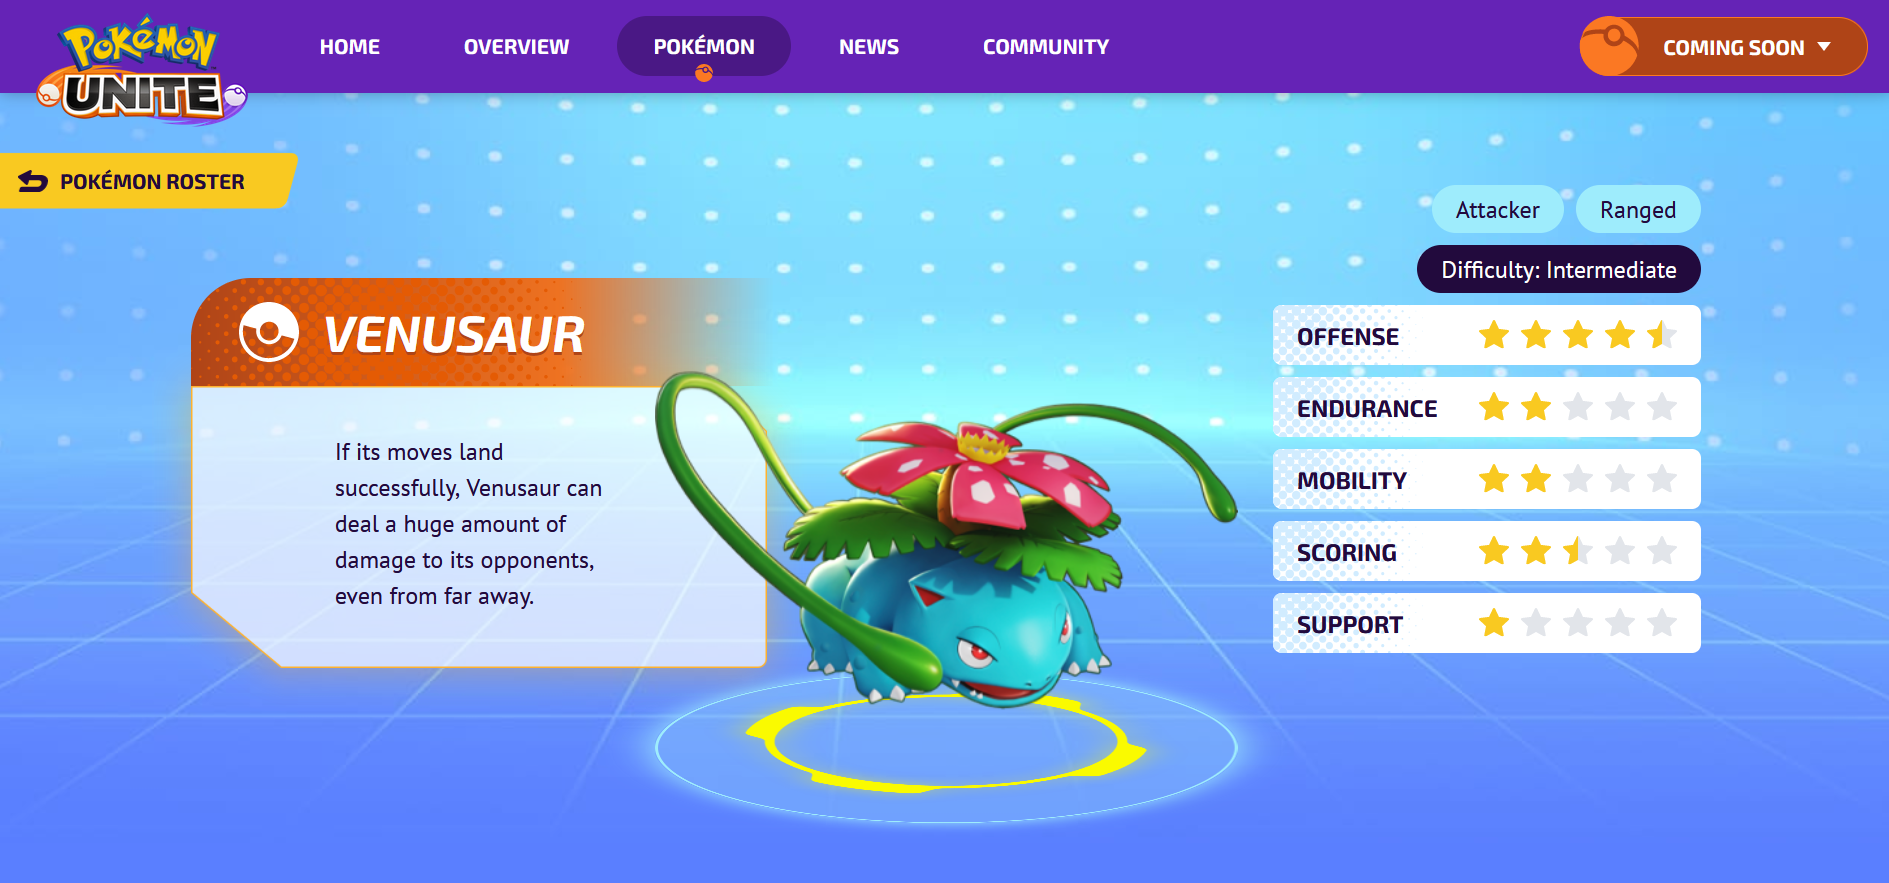 Pokémon
UNITE
HOME
OVERVIEW
POKÉMON
NEWS
COMMUNITY
COMING SOON
POKÉMON ROSTER
VENUSAUR
If its moves land
successfully, Venusaur can
deal a huge amount of
damage to its opponents,
even from far away.
Attacker
Ranged
Difficulty: Intermediate
OFFENSE
ENDURANCE
MOBILITY
SCORING
SUPPORT